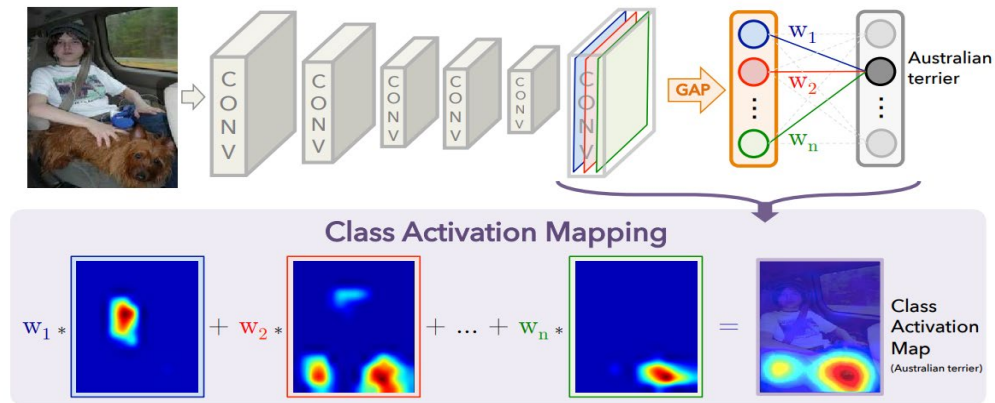 CONV
CONV
CONV
CONV
CONV
CONV
GAP
w1
w2
...
wn
...
Australian
terrier
Class Activation Mapping
w1 * + w2 * + ... + wn * =
Class
Activation
Map
(Australian terrier)